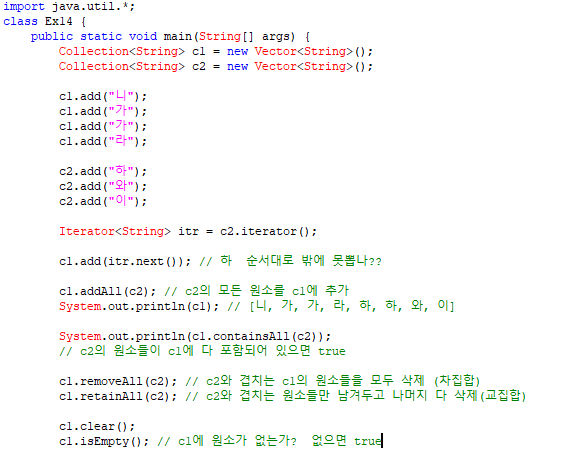 import java.util.*;
class Ex14 {
public static void main(String[] args) {
Collection<String> c1 = new Vector<String>();
Collection<String> c2 = new Vector<String>();
c1.add("니");
c1.add("가");
c1.add("가");
c1.add("라");
c2.add("하");
c2.add("와");
c2.add("이");
Iterator<String> itr = c2.iterator();
c1.add(itr.next()); // 하 순서대로 밖에 못뽑나??
c1.addAll(c2); // c2의 모든 원소를 c1에 추가
System.out.println(c1); // [니, 가, 가, 라, 하, 하, 와, 이]
System.out.println(c1.containsAll(c2));
// c2의 원소들이 c1에 다 포함되어 있으면 true
c1.removeAll(c2); // c2와 겹치는 c1의 원소들을 모두 삭제 (차집합)
c1.retainAll(c2); // c2와 겹치는 원소들만 남겨두고 나머지 다 삭제(교집합)
c1.clear();
c1.isEmpty(); // c1에 원소가 없는가? 없으면 true